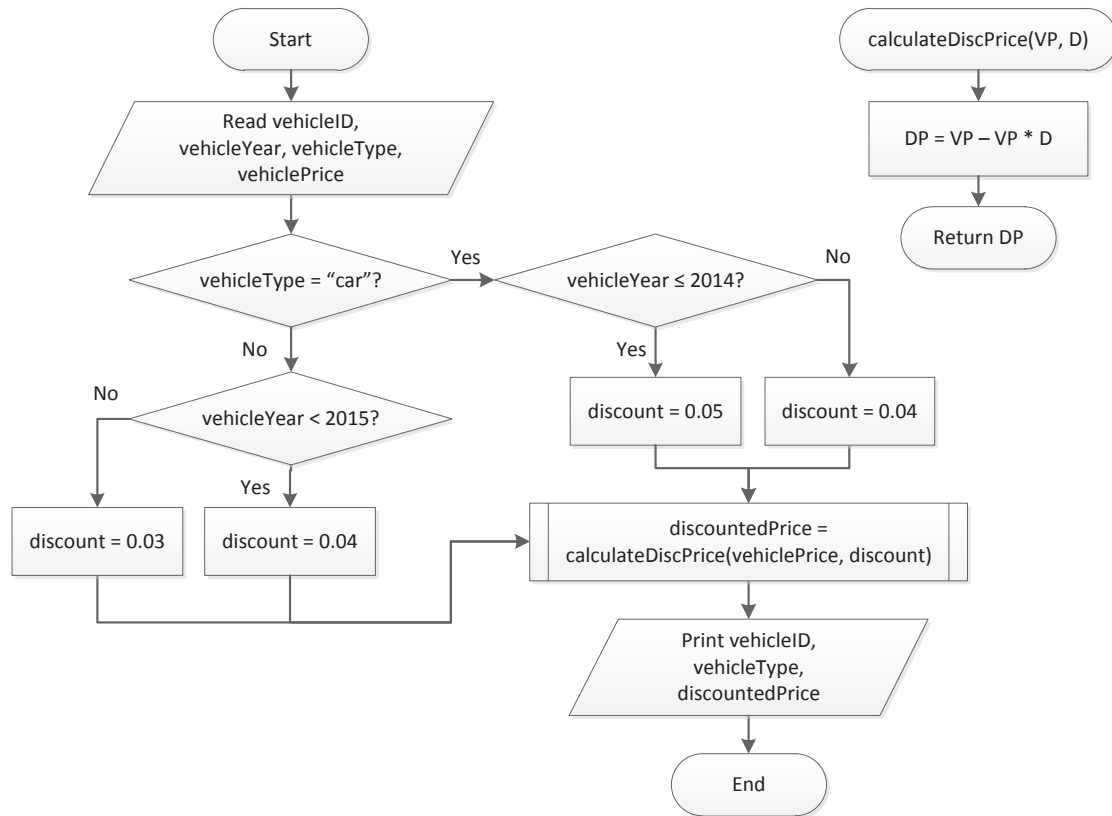 Start
Read vehicleID,
vehicleYear, vehicleType,
vehiclePrice
vehicleType = “car”?
Yes
No
vehicleYear ≤ 2014?
Yes
No
discount = 0.05
discount = 0.04
vehicleYear < 2015?
No
Yes
discount = 0.03
discount = 0.04
discountedPrice =
calculateDiscPrice(vehiclePrice, discount)
Print vehicleID,
vehicleType,
discountedPrice
End
calculateDiscPrice(VP, D)
DP = VP – VP * D
Return DP